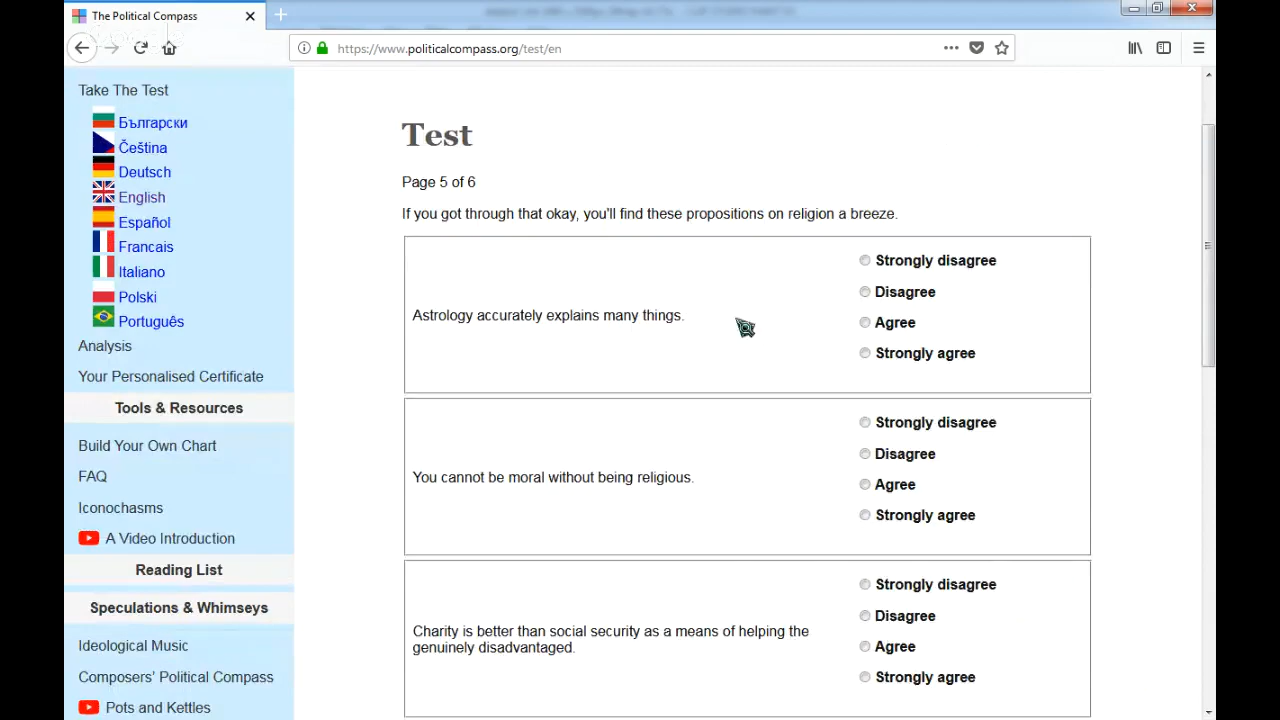 The Political Compass
https://www.politicalcompass.org/test/en
Take The Test
Български
Čeština
Deutsch
English
Español
Francais
Italiano
Polski
Português
Analysis
Your Personalised Certificate
Tools & Resources
Build Your Own Chart
FAQ
Iconochasms
A Video Introduction
Reading List
Speculations & Whimseys
Ideological Music
Composers' Political Compass
Pots and Kettles
Test
Page 5 of 6
If you got through that okay, you'll find these propositions on religion a breeze.
Astrology accurately explains many things.
Strongly disagree
Disagree
Agree
Strongly agree
You cannot be moral without being religious.
Strongly disagree
Disagree
Agree
Strongly agree
Charity is better than social security as a means of helping the
genuinely disadvantaged.
Strongly disagree
Disagree
Agree
Strongly agree